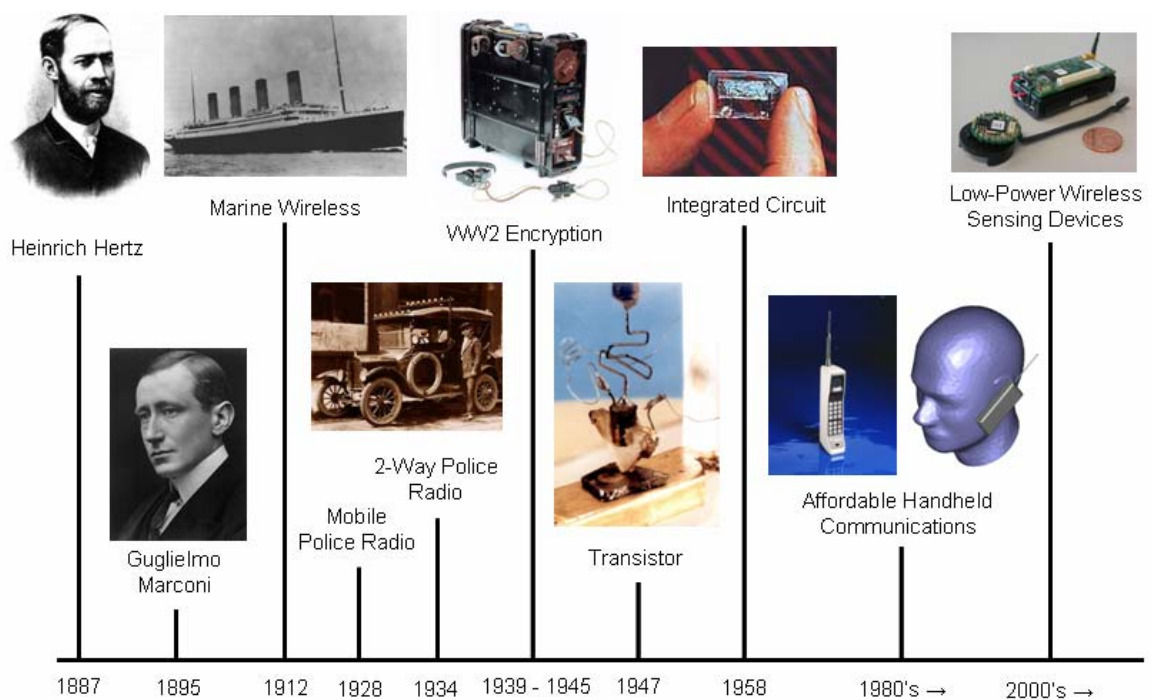 Marine Wireless
Integrated Circuit
Low-Power Wireless
Sensing Devices
WW2 Encryption
Heinrich Hertz
2-Way Police
Radio
Affordable Handheld
Communications
Mobile
Police Radio
Guglielmo
Marconi
Transistor
1887
1895
1912
1928
1934
1939 - 1945
1947
1958
1980's →
2000's →